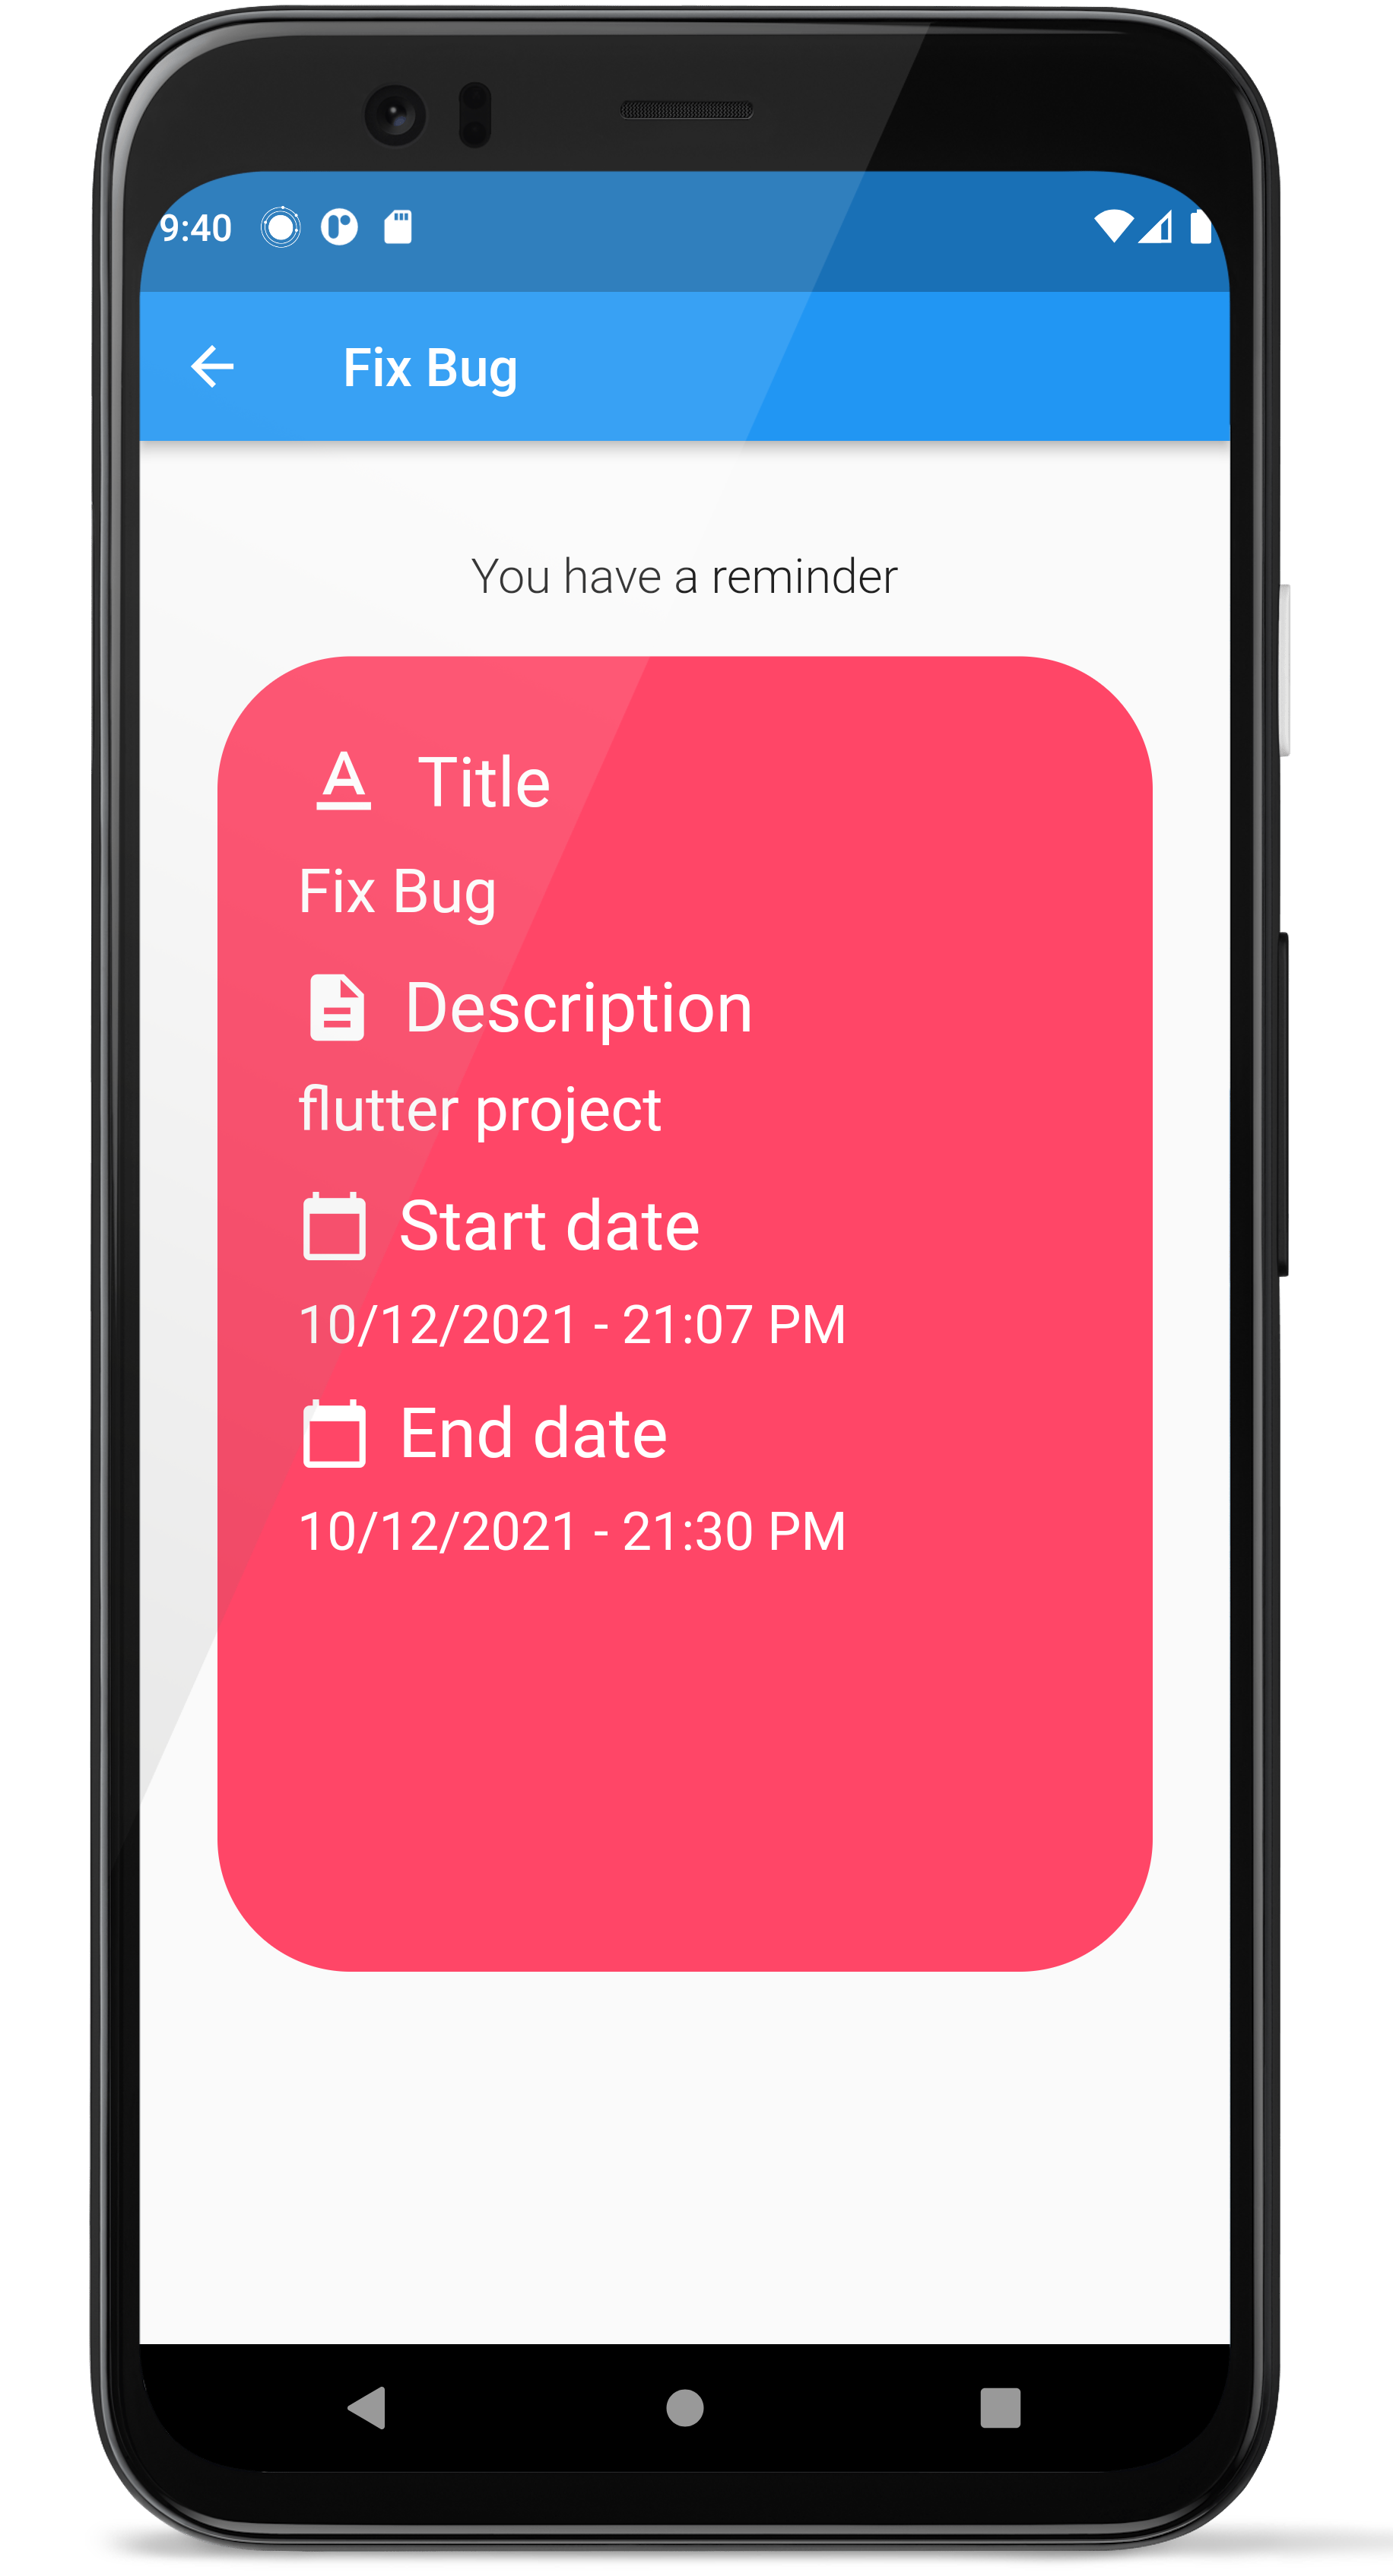 9:40
Fix Bug
You have a reminder
Title
Fix Bug
Description
flutter project
Start date
10/12/2021 - 21:07 PM
End date
10/12/2021 - 21:30 PM